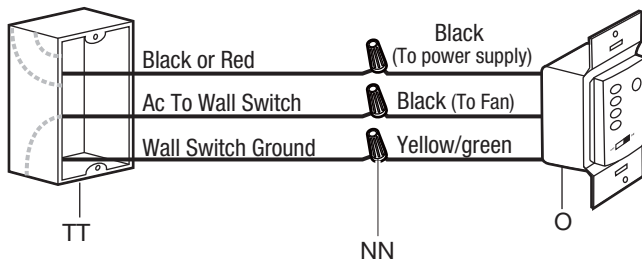 Black or Red
Black
(To power supply)
Ac To Wall Switch
Black (To Fan)
Wall Switch Ground
Yellow/green
TT
NN
O